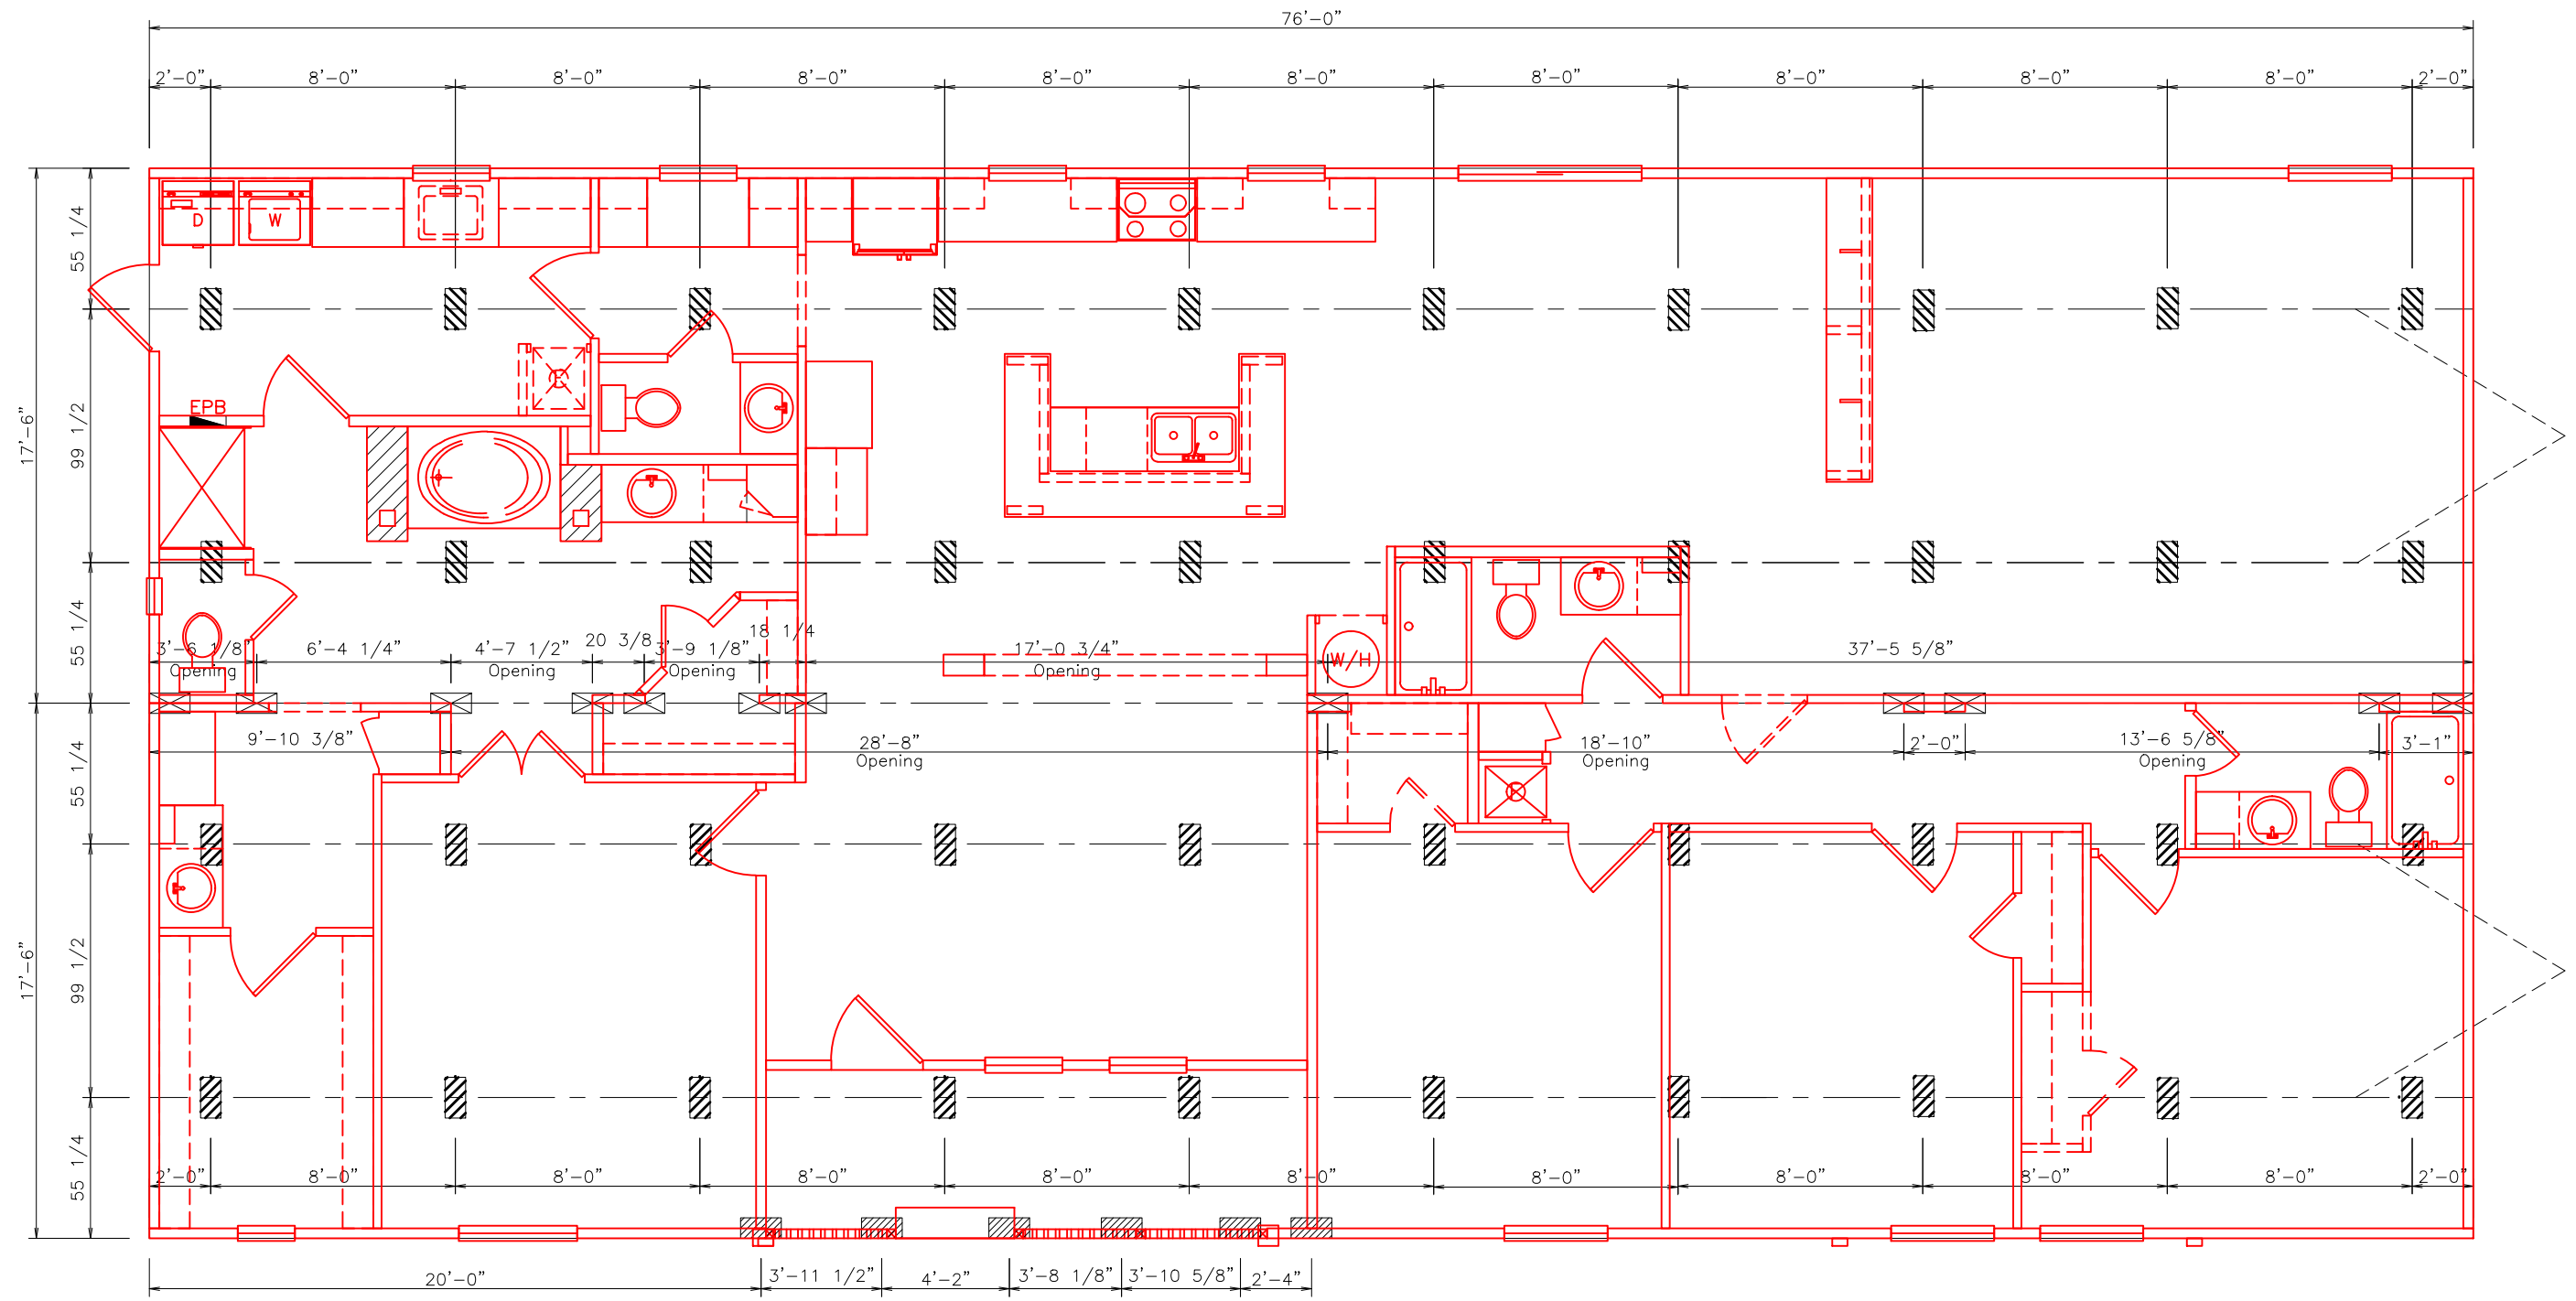 76'-0"
2'-0" 8'-0" 8'-0" 8'-0" 8'-0" 8'-0" 8'-0" 8'-0" 8'-0" 8'-0" 2'-0"
D W
55 1/4
EPB
17'-6"
99 1/2
55 1/4
20 3/8 18 1/4
3'-6 1/8" 6'-4 1/4" 4'-7 1/2" 3'-9 1/8" 17'-0 3/4" W/H 37'-5 5/8"
Opening Opening Opening Opening
9'-10 3/8" 28'-8" 18'-10" 2'-0" 13'-6 5/8" 3'-1"
Opening Opening Opening
55 1/4
17'-6"
99 1/2
55 1/4
2'-0" 8'-0" 8'-0" 8'-0" 8'-0" 8'-0" 8'-0" 8'-0" 8'-0" 8'-0" 2'-0"
20'-0" 3'-11 1/2" 4'-2" 3'-8 1/8" 3'-10 5/8" 2'-4"